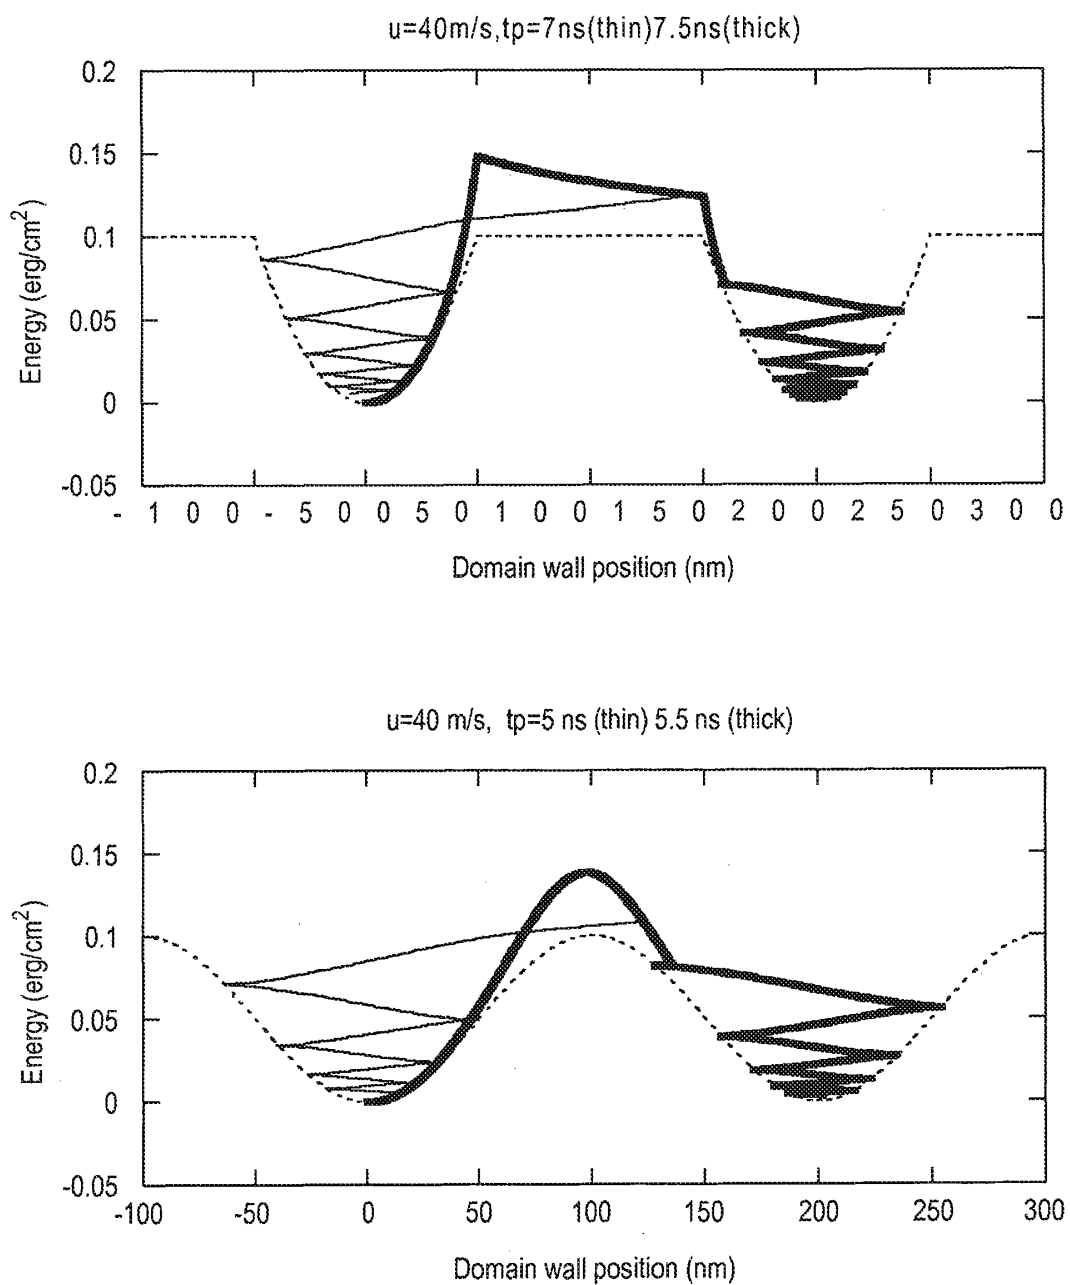 u=40m/s,tp=7ns(thin)7.5ns(thick)
0.2
0.15
0.1
0.05
0
-0.05
Energy (erg/cm²)
- 1 0 0 - 5 0 0 5 0 1 0 0 1 5 0 2 0 0 2 5 0 3 0 0
Domain wall position (nm)
u=40 m/s, tp=5 ns (thin) 5.5 ns (thick)
0.2
0.15
0.1
0.05
0
-0.05
Energy (erg/cm²)
-100 -50 0 50 100 150 200 250 300
Domain wall position (nm)